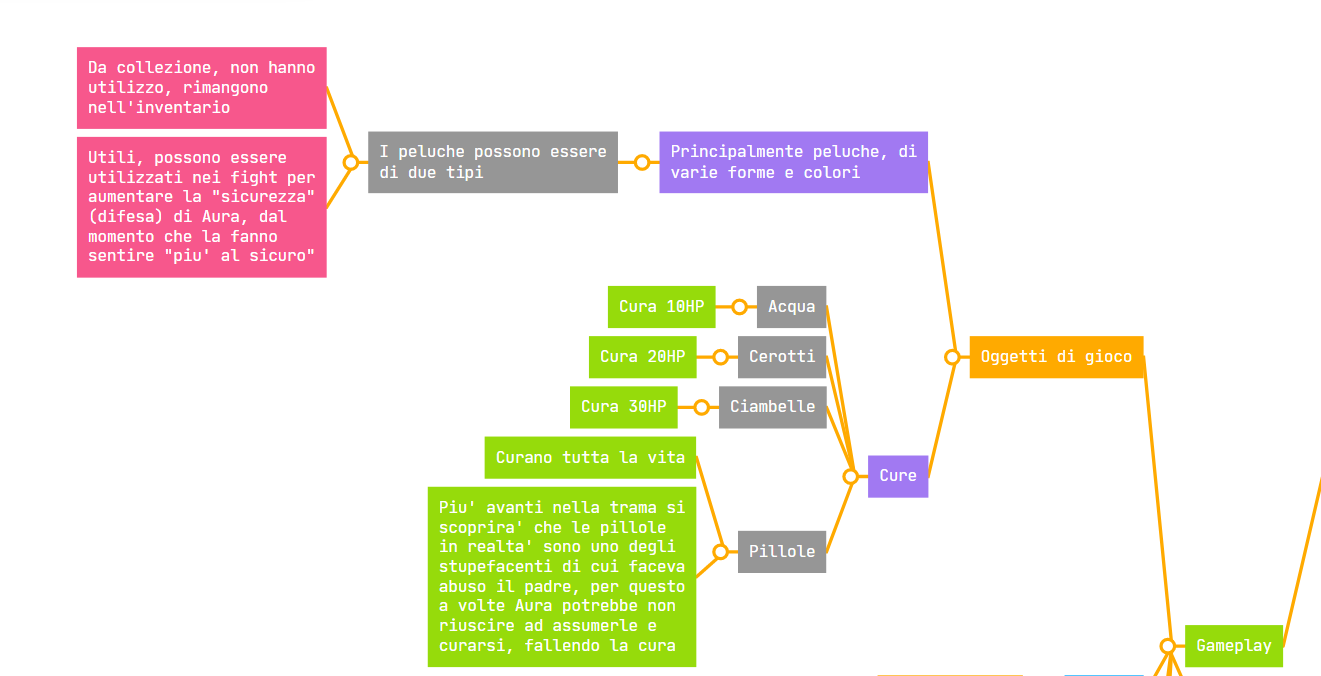 Da collezione, non hanno
utilizzo, rimangono
nell'inventario
Utili, possono essere
utilizzati nei fight per
aumentare la "sicurezza"
(difesa) di Aura, dal
momento che la fanno
sentire "piu' al sicuro"
I peluche possono essere
di due tipi
Principalmente peluche, di
varie forme e colori
Cura 10HP
Acqua
Cura 20HP
Cerotti
Cura 30HP
Ciambelle
Curano tutta la vita
Piu' avanti nella trama si
scoprira' che le pillole
in realta' sono uno degli
stupefacenti di cui faceva
abuso il padre, per questo
a volte Aura potrebbe non
riuscire ad assumerle e
curarsi, fallendo la cura
Pillole
Cure
Oggetti di gioco
Gameplay